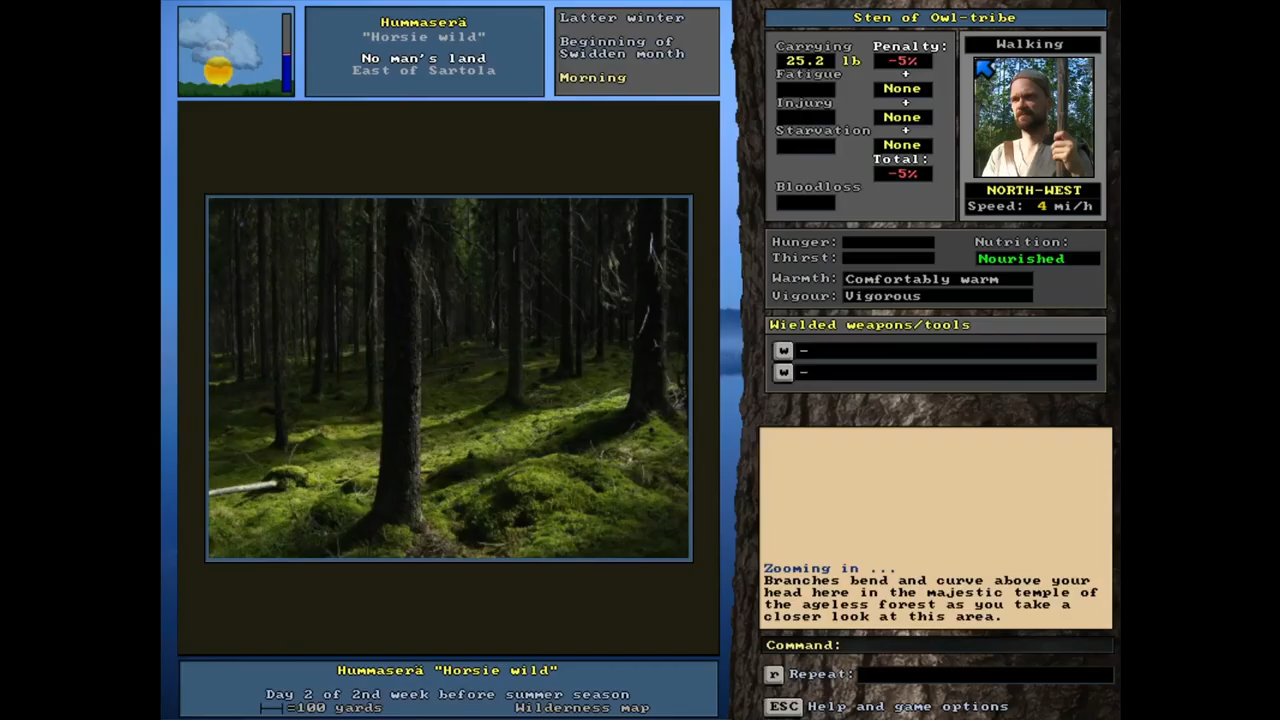 Hummaserä
"Horsie wild"
No man's land
East of Sartola
Latter winter
Beginning of
Swidden month
Morning
Sten of Owl-tribe
Carrying Penalty:
25.2 lb -5%
Fatigue +
None
Injury +
None
Starvation +
None
Total:
-5%
Bloodloss
Walking
NORTH-WEST
Speed: 4 mi/h
Hunger: Nutrition:
Thirst: Nourished
Warmth: Comfortably warm
Vigour: Vigorous
Wielded weapons/tools
w -
w -
Zooming in ...
Branches bend and curve above your
head here in the majestic temple of
the ageless forest as you take a
closer look at this area.
Command:
r Repeat:
ESC Help and game options
Hummaserä "Horsie wild"
Day 2 of 2nd week before summer season
=100 yards Wilderness map